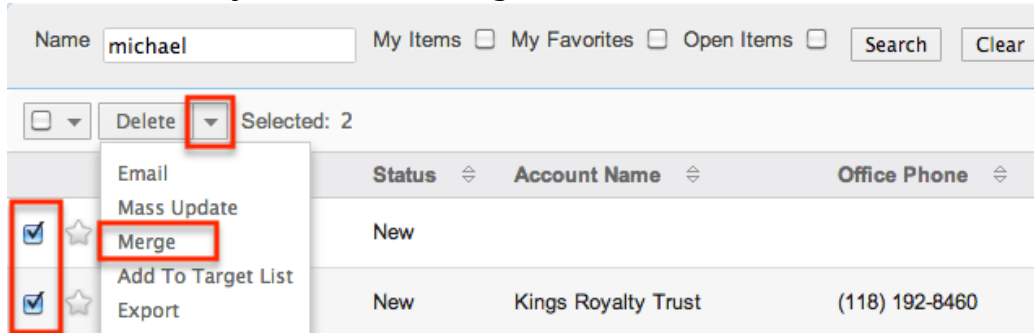 Name michael My Items My Favorites Open Items Search Clear
Delete Selected: 2
Email
Status Account Name Office Phone
Mass Update
Merge
New
Add To Target List
Export
New Kings Royalty Trust (118) 192-8460